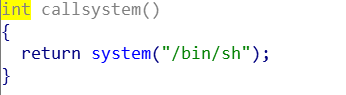 int callsystem()
{
  return system("/bin/sh");
}